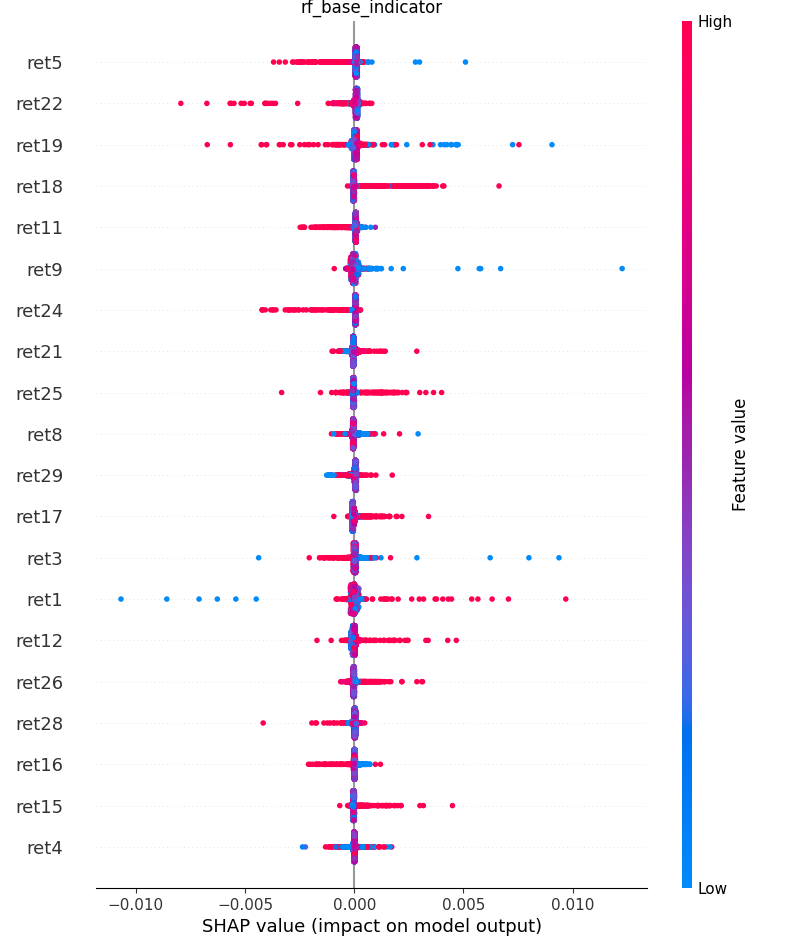 rf_base_indicator
High
ret5
ret22
ret19
ret18
ret11
ret9
ret24
ret21
ret25
ret8
ret29
ret17
ret3
ret1
ret12
ret26
ret28
ret16
ret15
ret4
Feature value
Low
−0.010 −0.005 0.000 0.005 0.010
SHAP value (impact on model output)